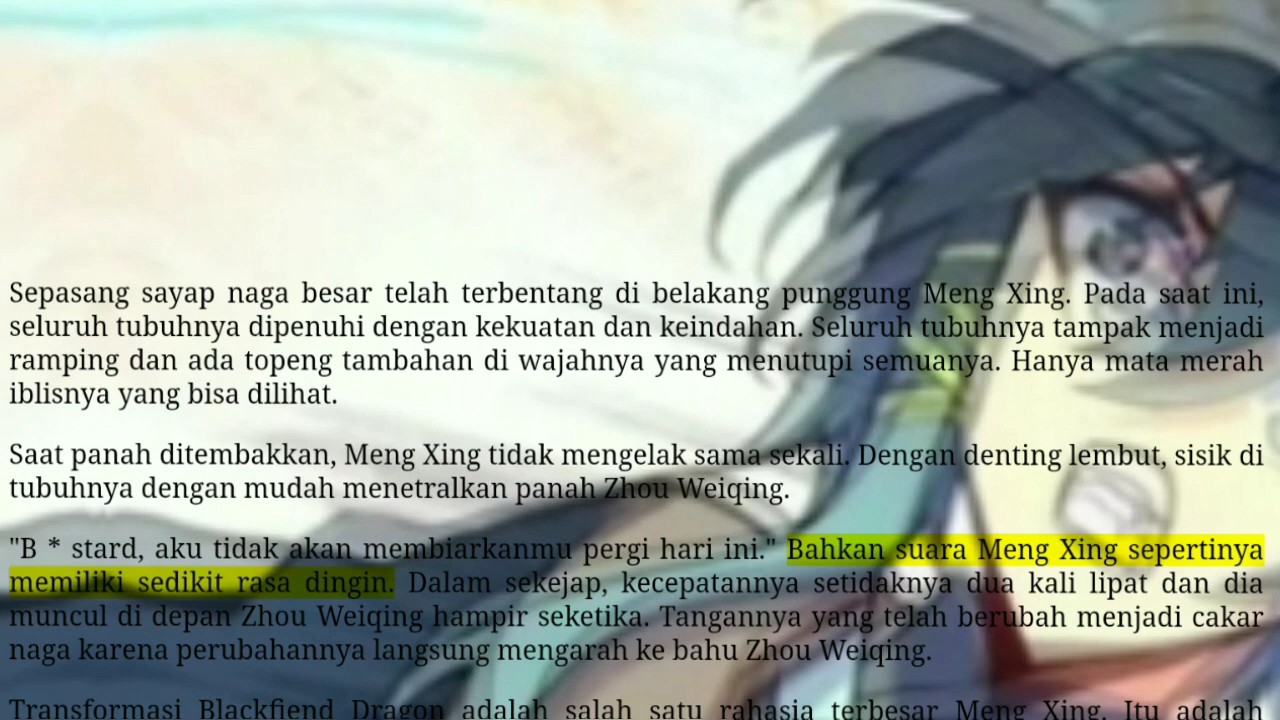 Sepasang sayap naga besar telah terbentang di belakang punggung Meng Xing. Pada saat ini,
seluruh tubuhnya dipenuhi dengan kekuatan dan keindahan. Seluruh tubuhnya tampak menjadi
ramping dan ada topeng tambahan di wajahnya yang menutupi semuanya. Hanya mata merah
iblisnya yang bisa dilihat.
Saat panah ditembakkan, Meng Xing tidak mengelak sama sekali. Dengan denting lembut, sisik di
tubuhnya dengan mudah menetralkan panah Zhou Weiqing.
"B * stard, aku tidak akan membiarkanmu pergi hari ini." Bahkan suara Meng Xing sepertinya
memiliki sedikit rasa dingin. Dalam sekejap, kecepatannya setidaknya dua kali lipat dan dia
muncul di depan Zhou Weiqing hampir seketika. Tangannya yang telah berubah menjadi cakar
naga karena perubahannya langsung mengarah ke bahu Zhou Weiqing.
Transformasi Blackfiend Dragon adalah salah satu rahasia terbesar Meng Xing. Itu adalah